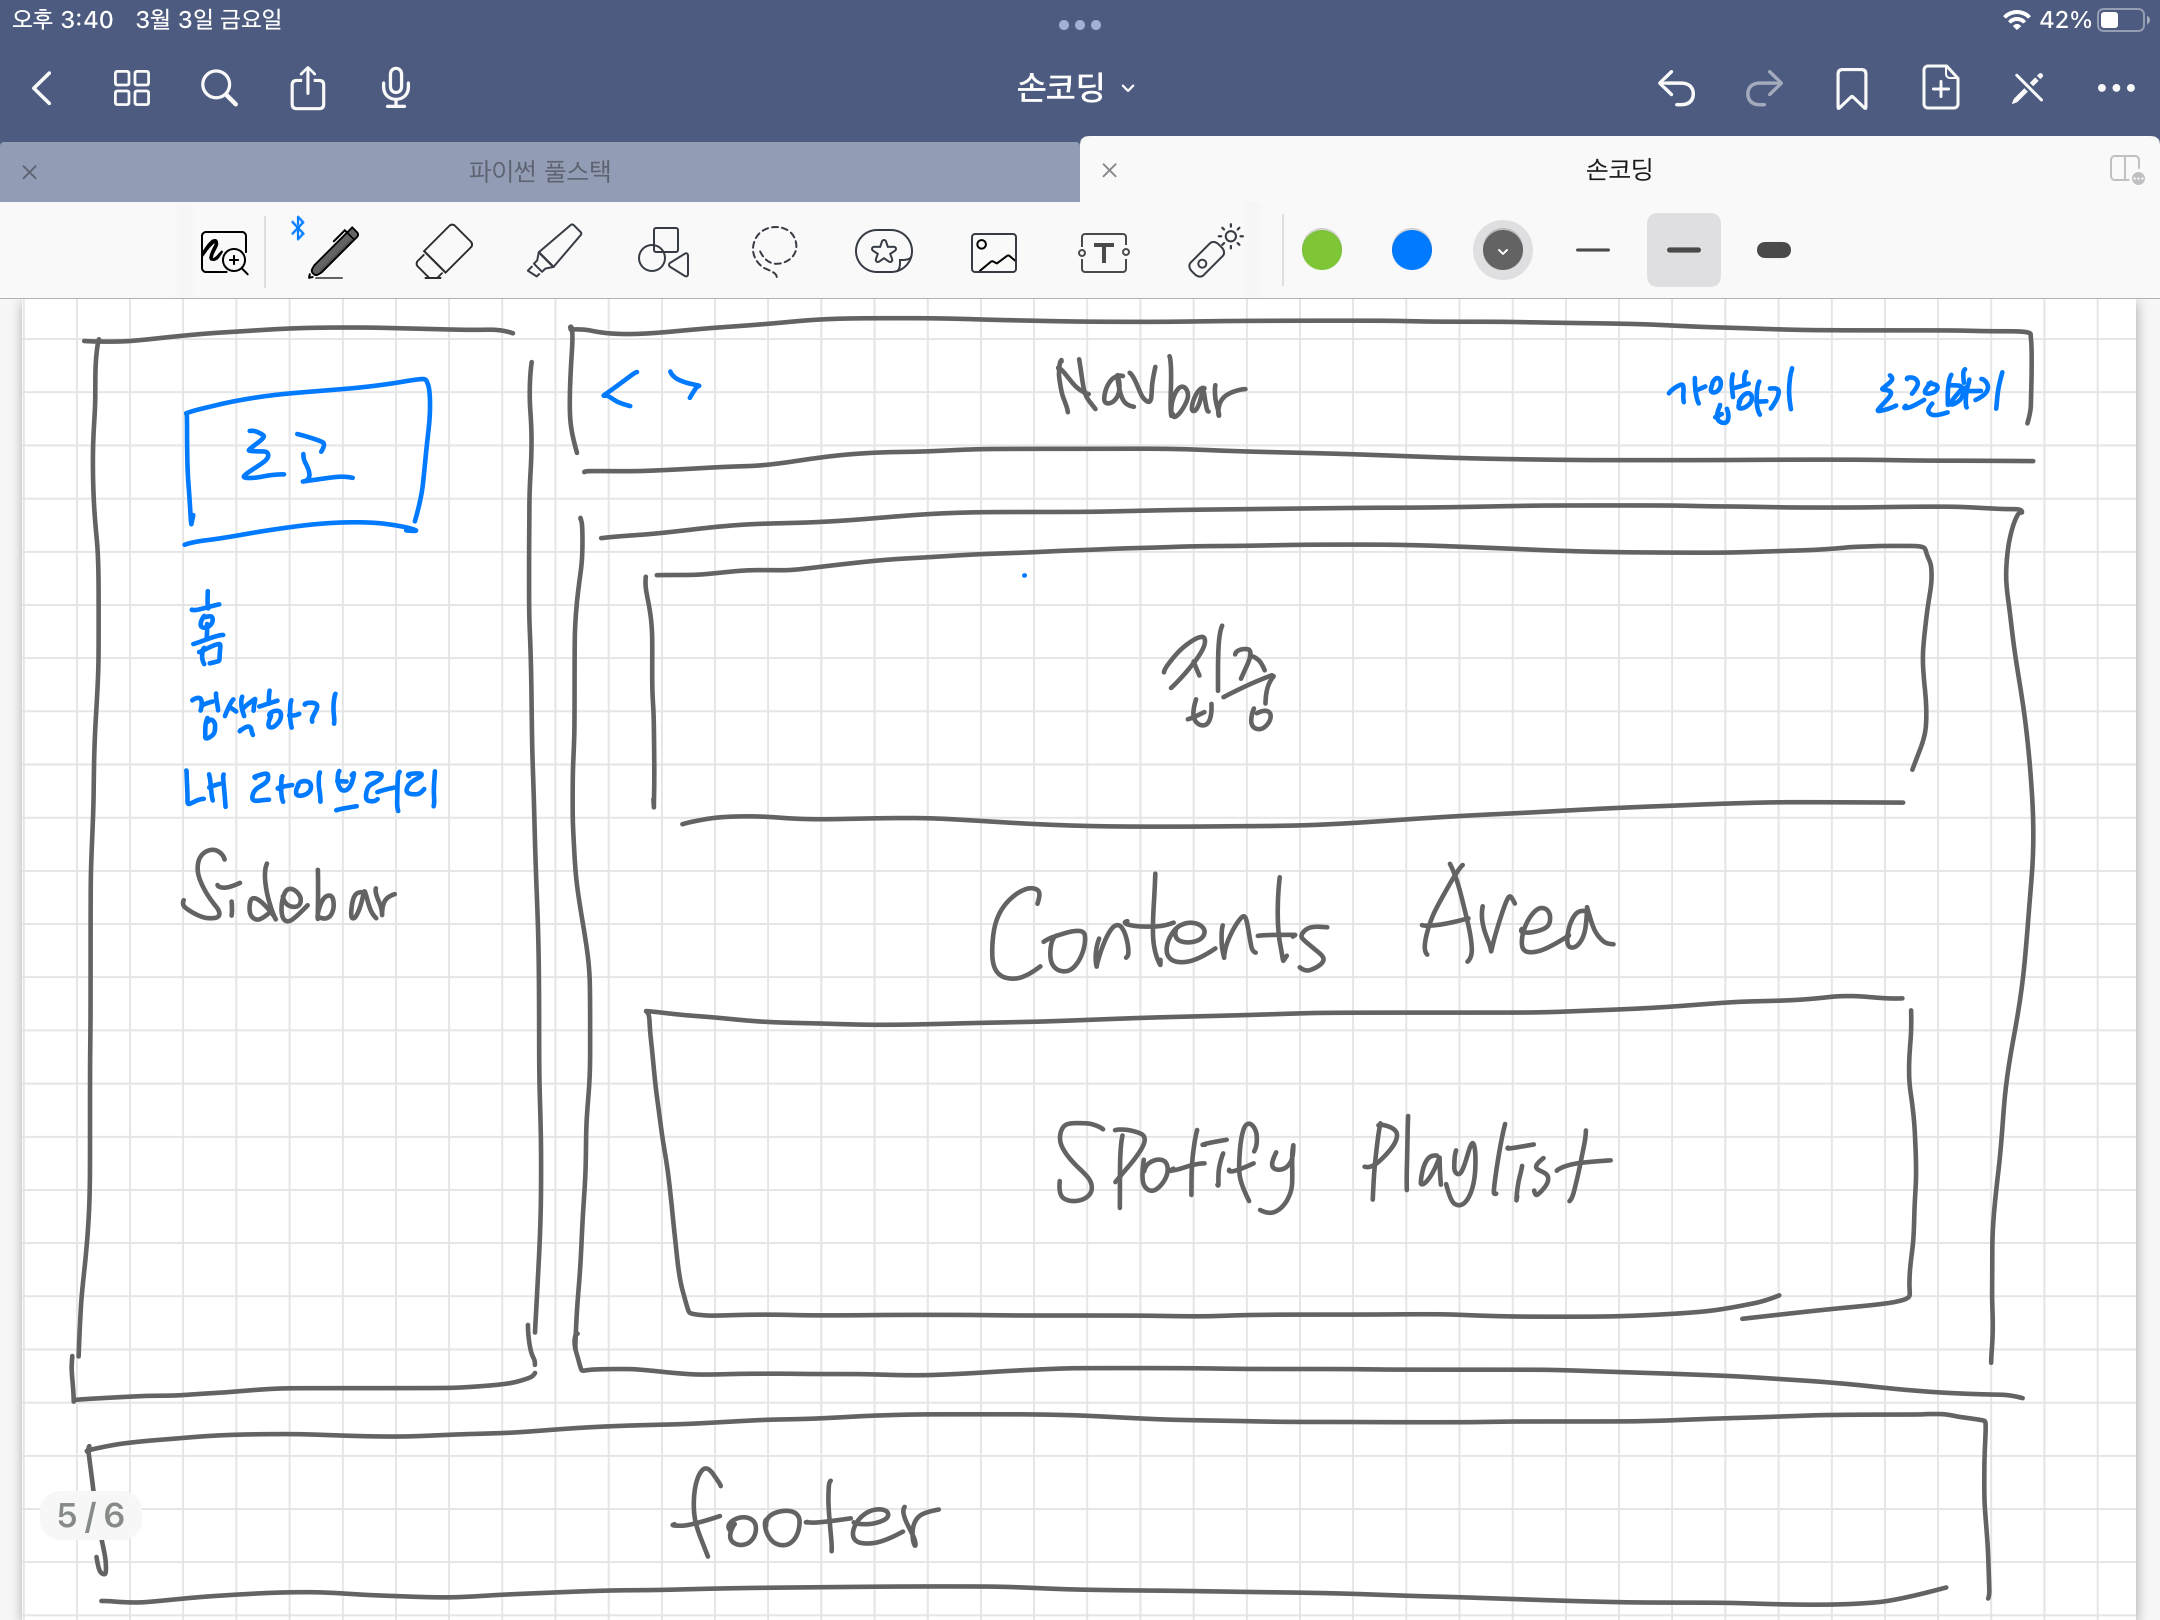 오후 3:40 3월 3일 금요일
42%
손코딩
파이썬 풀스택
손코딩
T
로고
홈
검색하기
내 라이브러리
Sidebar
< > Navbar 가입하기 로그인하기
집중
Contents Area
Spotify Playlist
footer
5 / 6